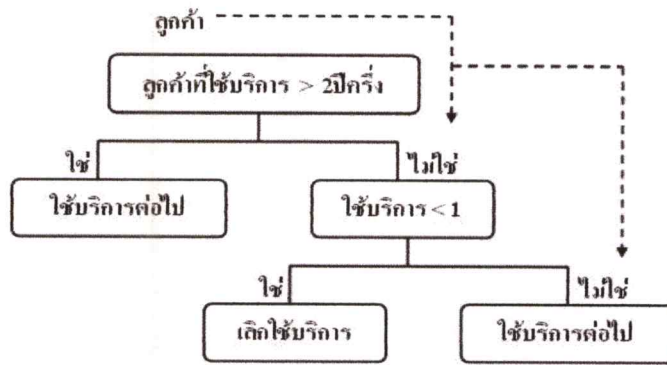 ลูกค้า
ลูกค้าที่ใช้บริการ > 2ปีครึ่ง
ใช่
ไม่ใช่
ใช้บริการต่อไป
ใช้บริการ < 1
ใช่
ไม่ใช่
เลิกใช้บริการ
ใช้บริการต่อไป